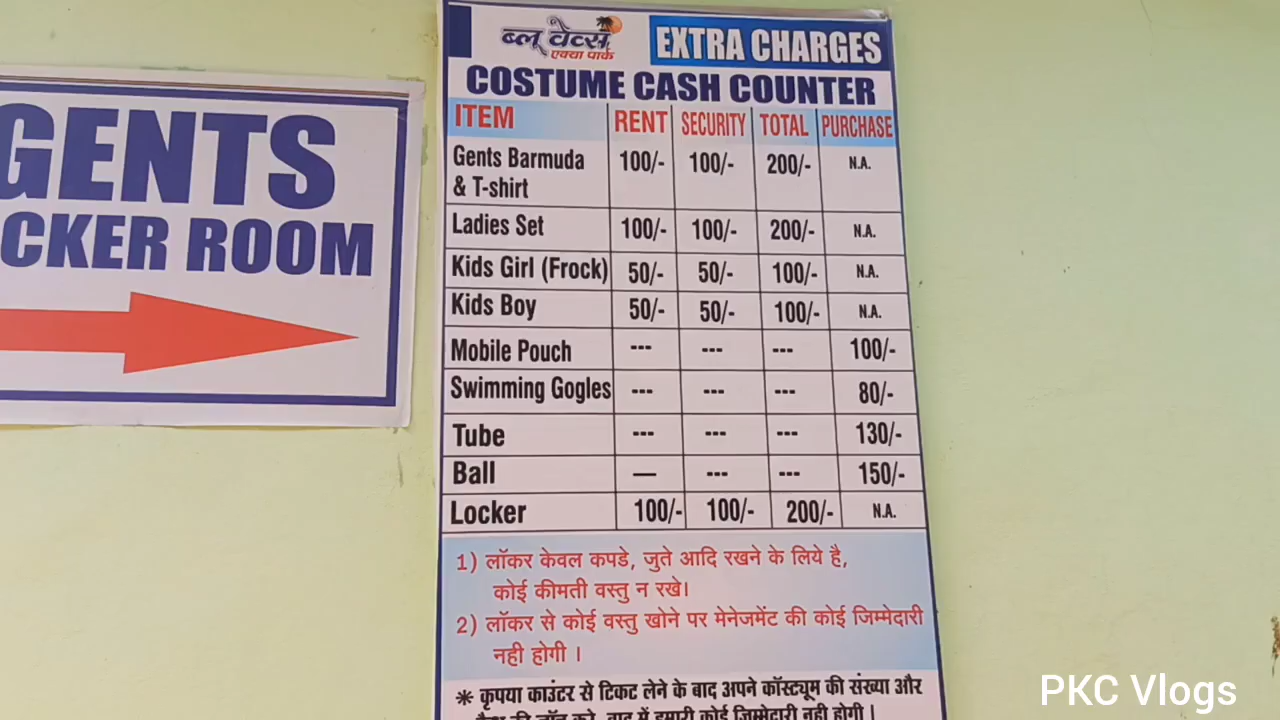 GENTS
CKER ROOM
ब्लू वेव्स
एक्वा पार्क
EXTRA CHARGES
COSTUME CASH COUNTER
ITEM RENT SECURITY TOTAL PURCHASE
Gents Barmuda & T-shirt 100/- 100/- 200/- N.A.
Ladies Set 100/- 100/- 200/- N.A.
Kids Girl (Frock) 50/- 50/- 100/- N.A.
Kids Boy 50/- 50/- 100/- N.A.
Mobile Pouch --- --- --- 100/-
Swimming Gogles --- --- --- 80/-
Tube --- --- --- 130/-
Ball — --- --- 150/-
Locker 100/- 100/- 200/- N.A.
1) लॉकर केवल कपडे, जुते आदि रखने के लिये है,
कोई कीमती वस्तु न रखे।
2) लॉकर से कोई वस्तु खोने पर मेनेजमेंट की कोई जिम्मेदारी
नही होगी ।
* कृपया काउंटर से टिकट लेने के बाद अपने कॉस्ट्यूम की संख्या और
बाद में हमारी कोई जिम्मेदारी नही होगी ।
PKC Vlogs